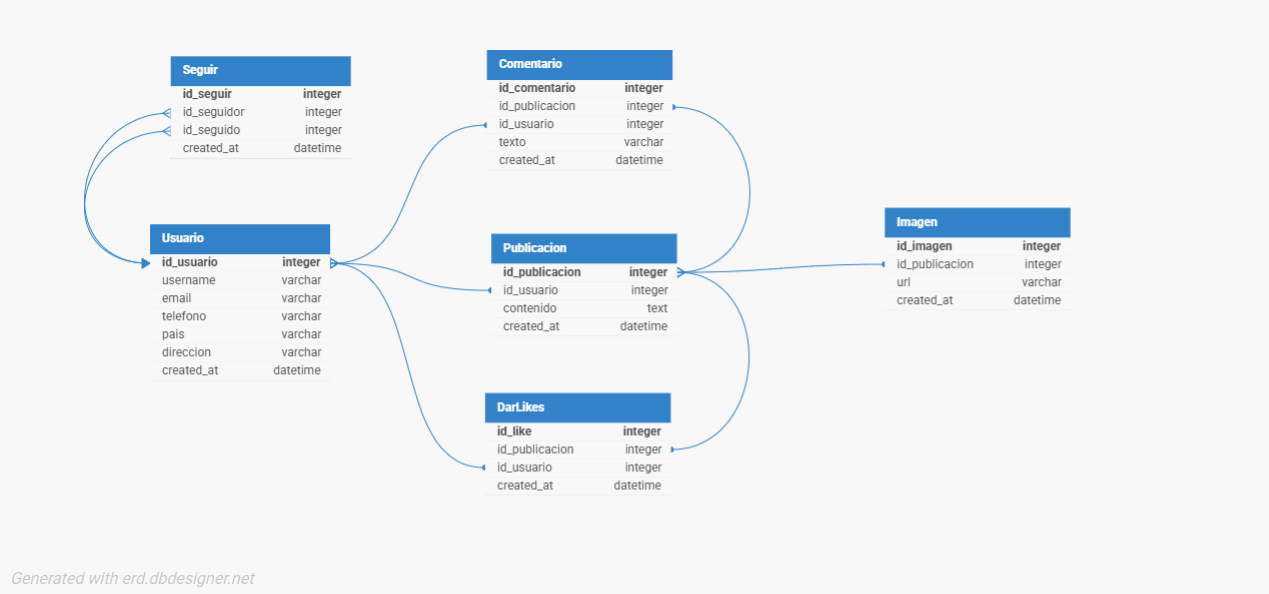 Seguir
id_seguir integer
id_seguidor integer
id_seguido integer
created_at datetime
Usuario
id_usuario integer
username varchar
email varchar
telefono varchar
pais varchar
direccion varchar
created_at datetime
Comentario
id_comentario integer
id_publicacion integer
id_usuario integer
texto varchar
created_at datetime
Publicacion
id_publicacion integer
id_usuario integer
contenido text
created_at datetime
DarLikes
id_like integer
id_publicacion integer
id_usuario integer
created_at datetime
Imagen
id_imagen integer
id_publicacion integer
url varchar
created_at datetime
Generated with erd.dbdesigner.net